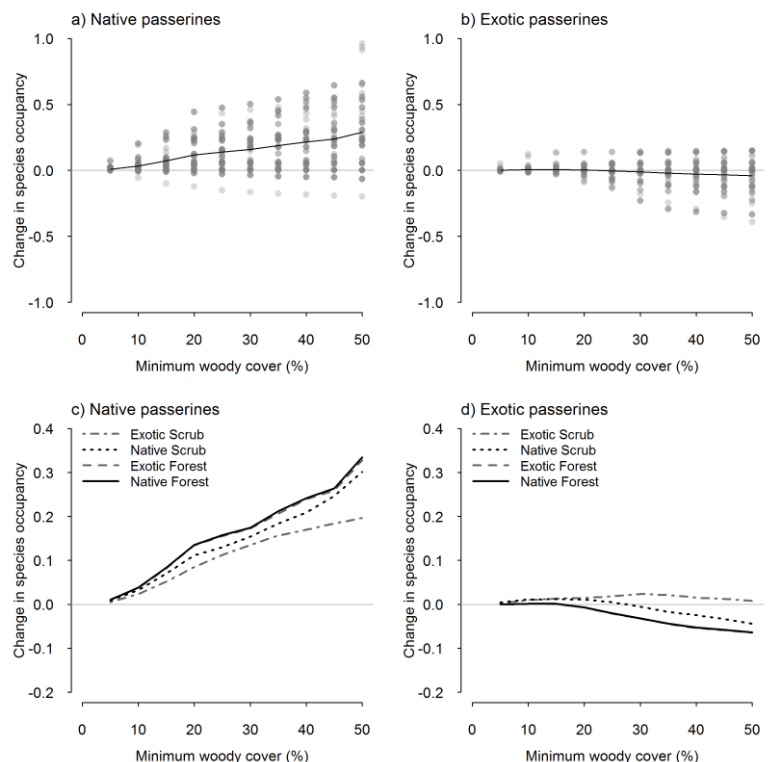 a) Native passerines
1.0
0.5
0.0
-0.5
-1.0
Change in species occupancy
0 10 20 30 40 50
Minimum woody cover (%)
b) Exotic passerines
1.0
0.5
0.0
-0.5
-1.0
Change in species occupancy
0 10 20 30 40 50
Minimum woody cover (%)
c) Native passerines
Exotic Scrub
Native Scrub
Exotic Forest
Native Forest
0.4
0.3
0.2
0.1
0.0
-0.1
-0.2
Change in species occupancy
0 10 20 30 40 50
Minimum woody cover (%)
d) Exotic passerines
Exotic Scrub
Native Scrub
Exotic Forest
Native Forest
0.4
0.3
0.2
0.1
0.0
-0.1
-0.2
Change in species occupancy
0 10 20 30 40 50
Minimum woody cover (%)